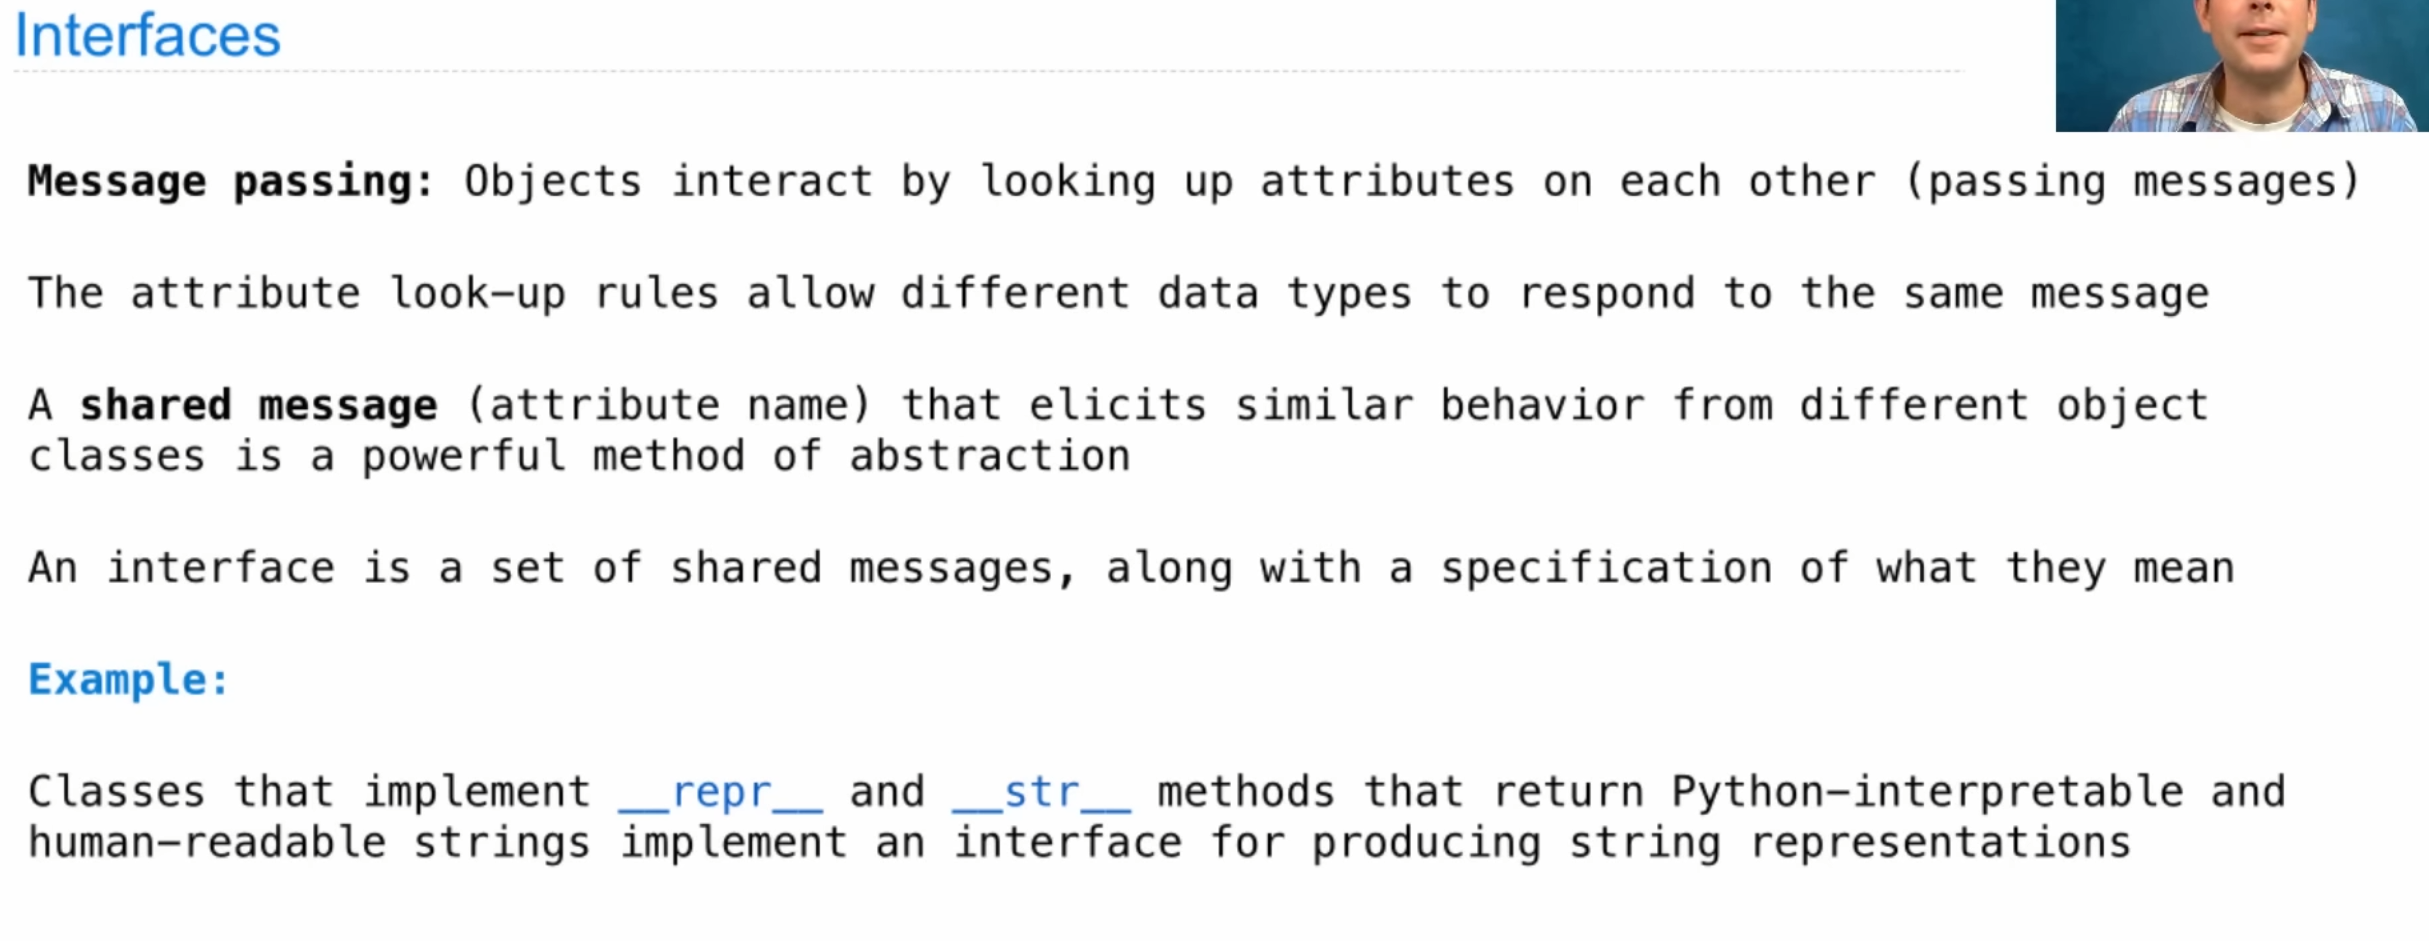 Interfaces
Message passing: Objects interact by looking up attributes on each other (passing messages)
The attribute look-up rules allow different data types to respond to the same message
A shared message (attribute name) that elicits similar behavior from different object
classes is a powerful method of abstraction
An interface is a set of shared messages, along with a specification of what they mean
Example:
Classes that implement __repr__ and __str__ methods that return Python-interpretable and
human-readable strings implement an interface for producing string representations